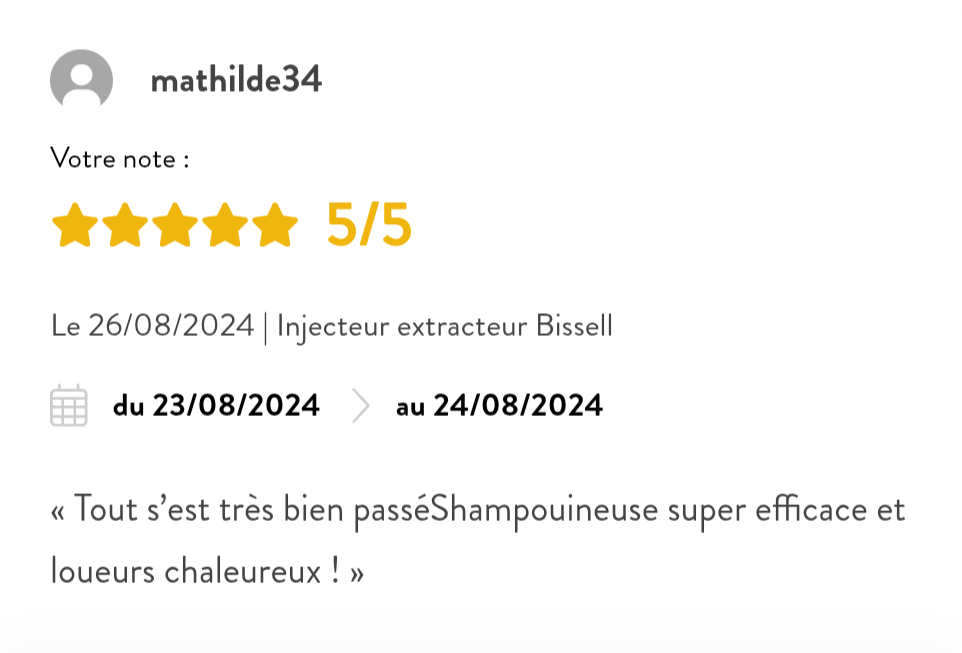 mathilde34
Votre note :
5/5
Le 26/08/2024 | Injecteur extracteur Bissell
du 23/08/2024 > au 24/08/2024
« Tout s’est très bien passéShampouineuse super efficace et
loueurs chaleureux ! »